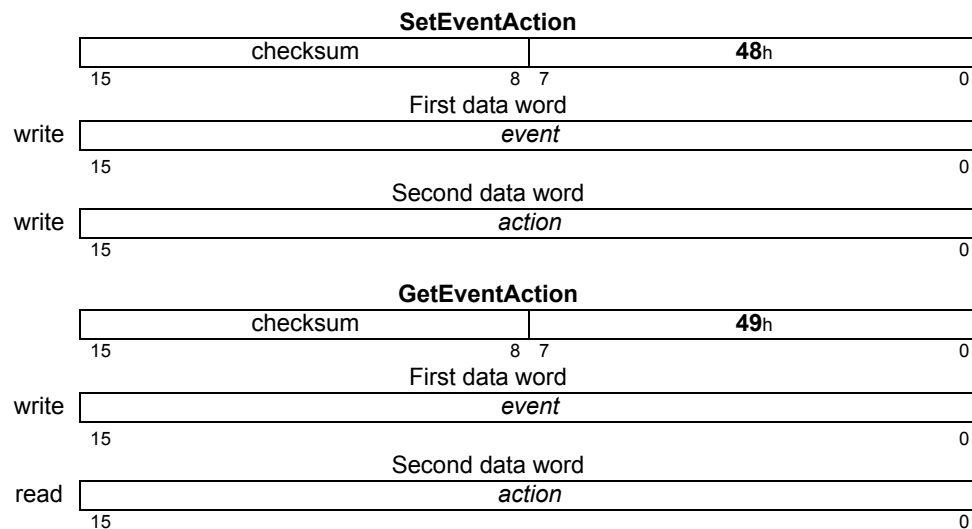 SetEventAction
checksum 48h
15 8 7 0
First data word
write event
15 0
Second data word
write action
15 0
GetEventAction
checksum 49h
15 8 7 0
First data word
write event
15 0
Second data word
read action
15 0